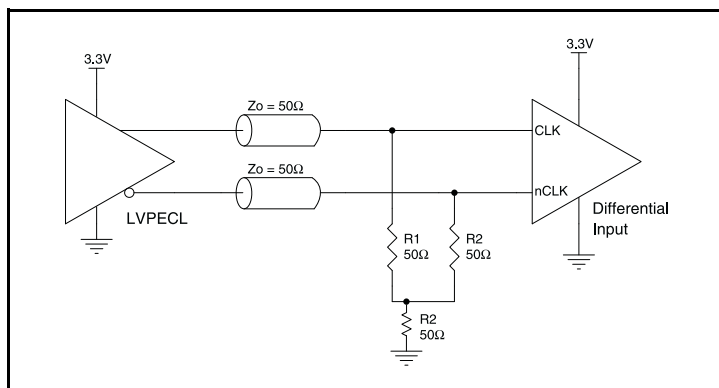 3.3V
3.3V
Zo = 50Ω
CLK
Zo = 50Ω
nCLK
LVPECL
Differential
Input
R1
50Ω
R2
50Ω
R2
50Ω